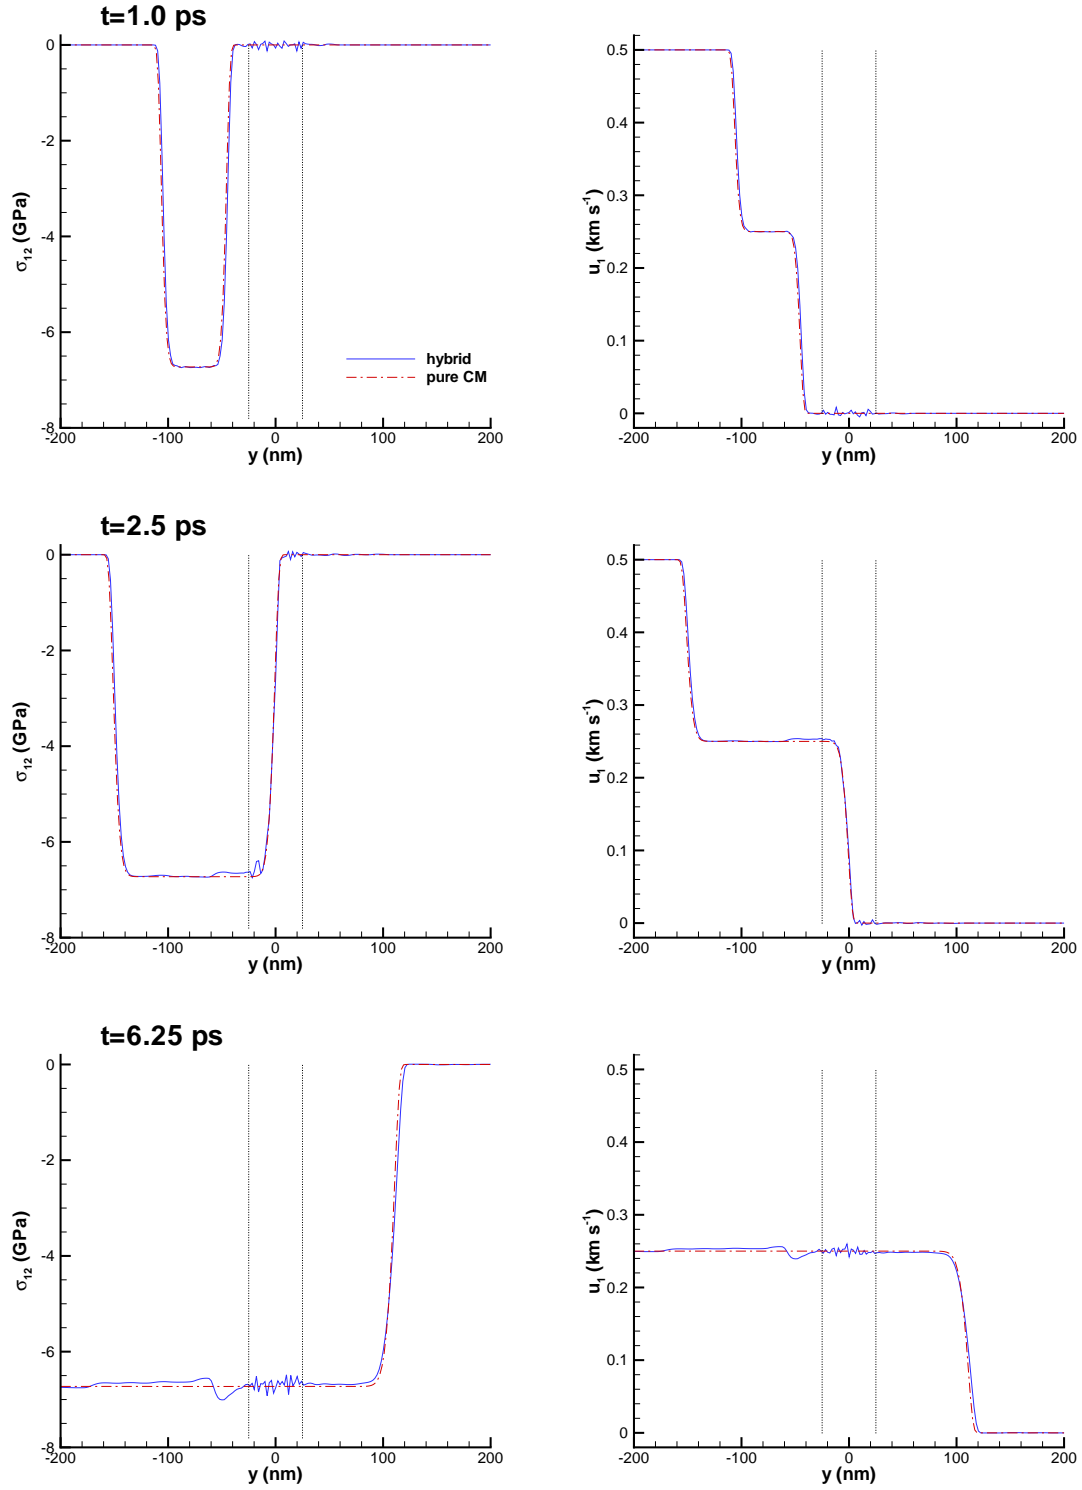 t=1.0 ps
0
-2
-4
-6
-8
σ12 (GPa)
-200 -100 0 100 200
y (nm)
hybrid
pure CM
0.5
0.4
0.3
0.2
0.1
0
u1 (km s-1)
-200 -100 0 100 200
y (nm)
t=2.5 ps
0
-2
-4
-6
-8
σ12 (GPa)
-200 -100 0 100 200
y (nm)
0.5
0.4
0.3
0.2
0.1
0
u1 (km s-1)
-200 -100 0 100 200
y (nm)
t=6.25 ps
0
-2
-4
-6
-8
σ12 (GPa)
-200 -100 0 100 200
y (nm)
0.5
0.4
0.3
0.2
0.1
0
u1 (km s-1)
-200 -100 0 100 200
y (nm)